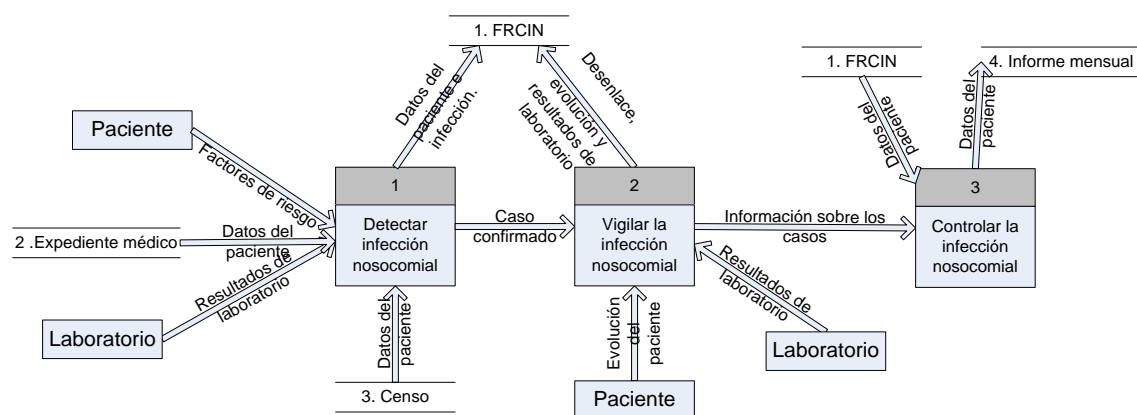 1. FRCIN
1. FRCIN
4. Informe mensual
Datos del
paciente e
infección.
Desenlace,
evolución y
resultados de
laboratorio
Datos del
paciente
Datos del
paciente
Paciente
Factores de riesgo
1
Detectar
infección
nosocomial
2
Vigilar la
infección
nosocomial
3
Controlar la
infección
nosocomial
2 .Expediente médico
Datos del
paciente
Caso
confirmado
Información sobre los
casos
Resultados de
laboratorio
Laboratorio
Datos del
paciente
3. Censo
Evolución
del
paciente
Paciente
Resultados de
laboratorio
Laboratorio